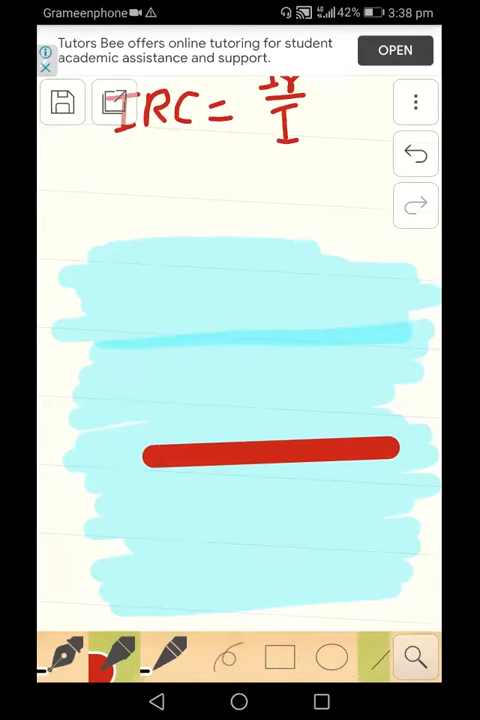 Grameenphone 42% 3:38 pm
Tutors Bee offers online tutoring for student
academic assistance and support.
OPEN
IRC =
I